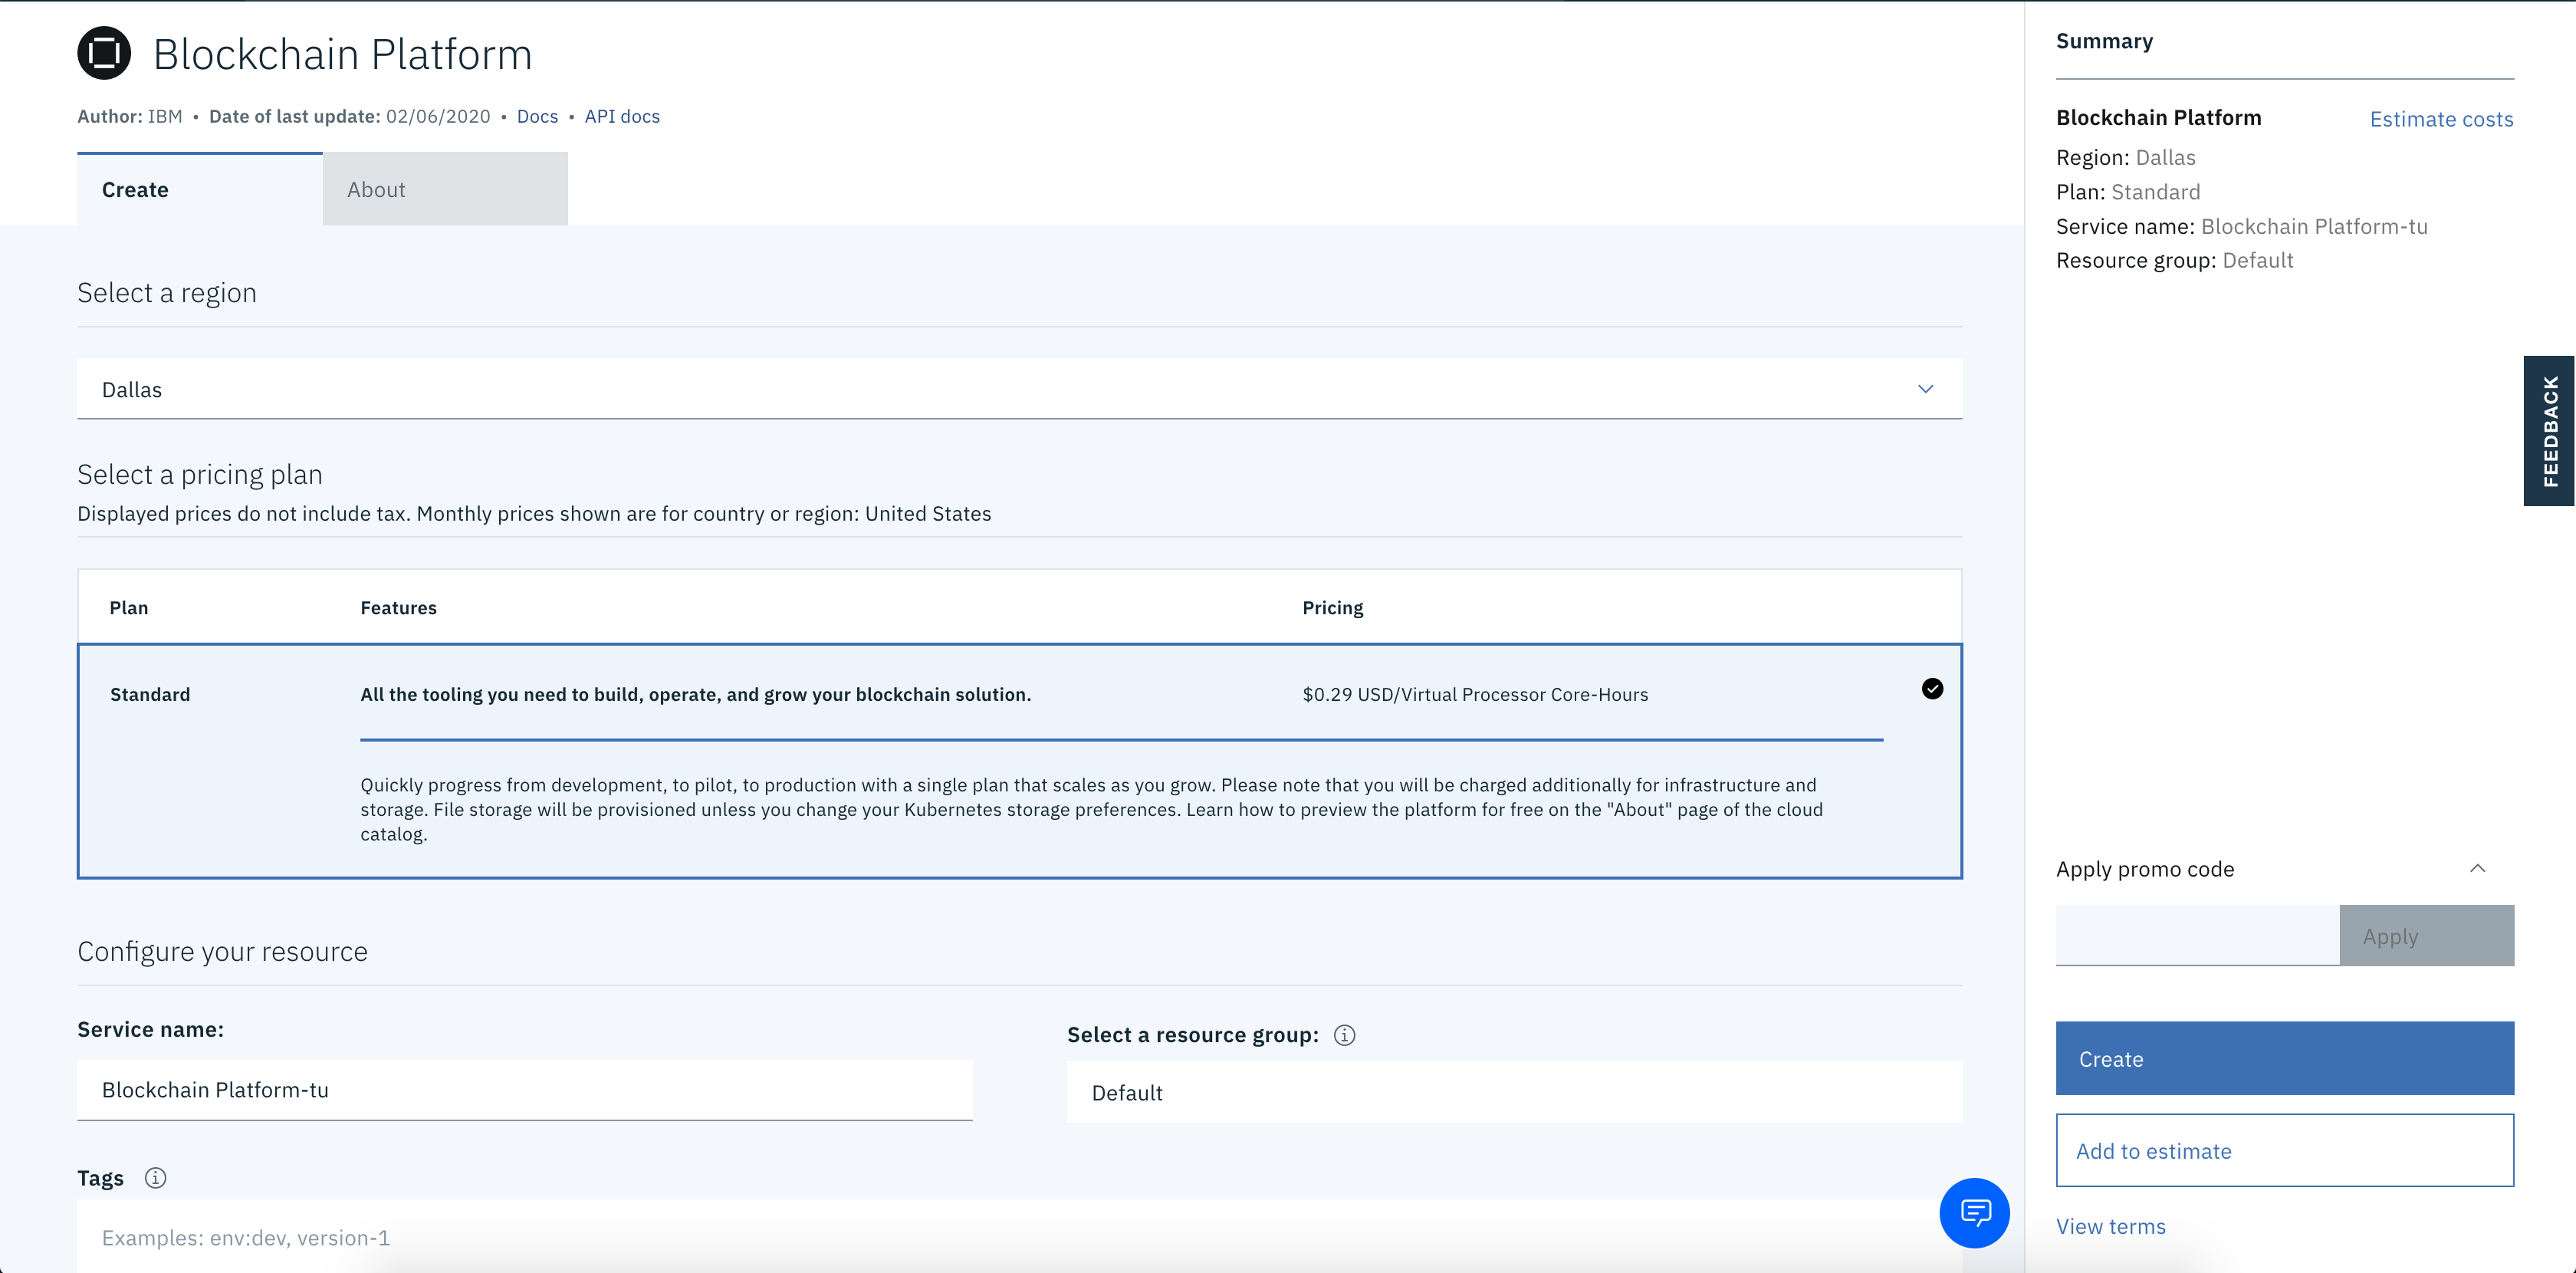 Blockchain Platform
Author: IBM • Date of last update: 02/06/2020 • Docs • API docs
Create
About
Select a region
Dallas
Select a pricing plan
Displayed prices do not include tax. Monthly prices shown are for country or region: United States
Plan
Features
Pricing
Standard
All the tooling you need to build, operate, and grow your blockchain solution.
$0.29 USD/Virtual Processor Core-Hours
Quickly progress from development, to pilot, to production with a single plan that scales as you grow. Please note that you will be charged additionally for infrastructure and
storage. File storage will be provisioned unless you change your Kubernetes storage preferences. Learn how to preview the platform for free on the "About" page of the cloud
catalog.
Configure your resource
Service name:
Blockchain Platform-tu
Select a resource group:
Default
Tags
Examples: env:dev, version-1
Summary
Blockchain Platform
Estimate costs
Region: Dallas
Plan: Standard
Service name: Blockchain Platform-tu
Resource group: Default
FEEDBACK
Apply promo code
Apply
Create
Add to estimate
View terms